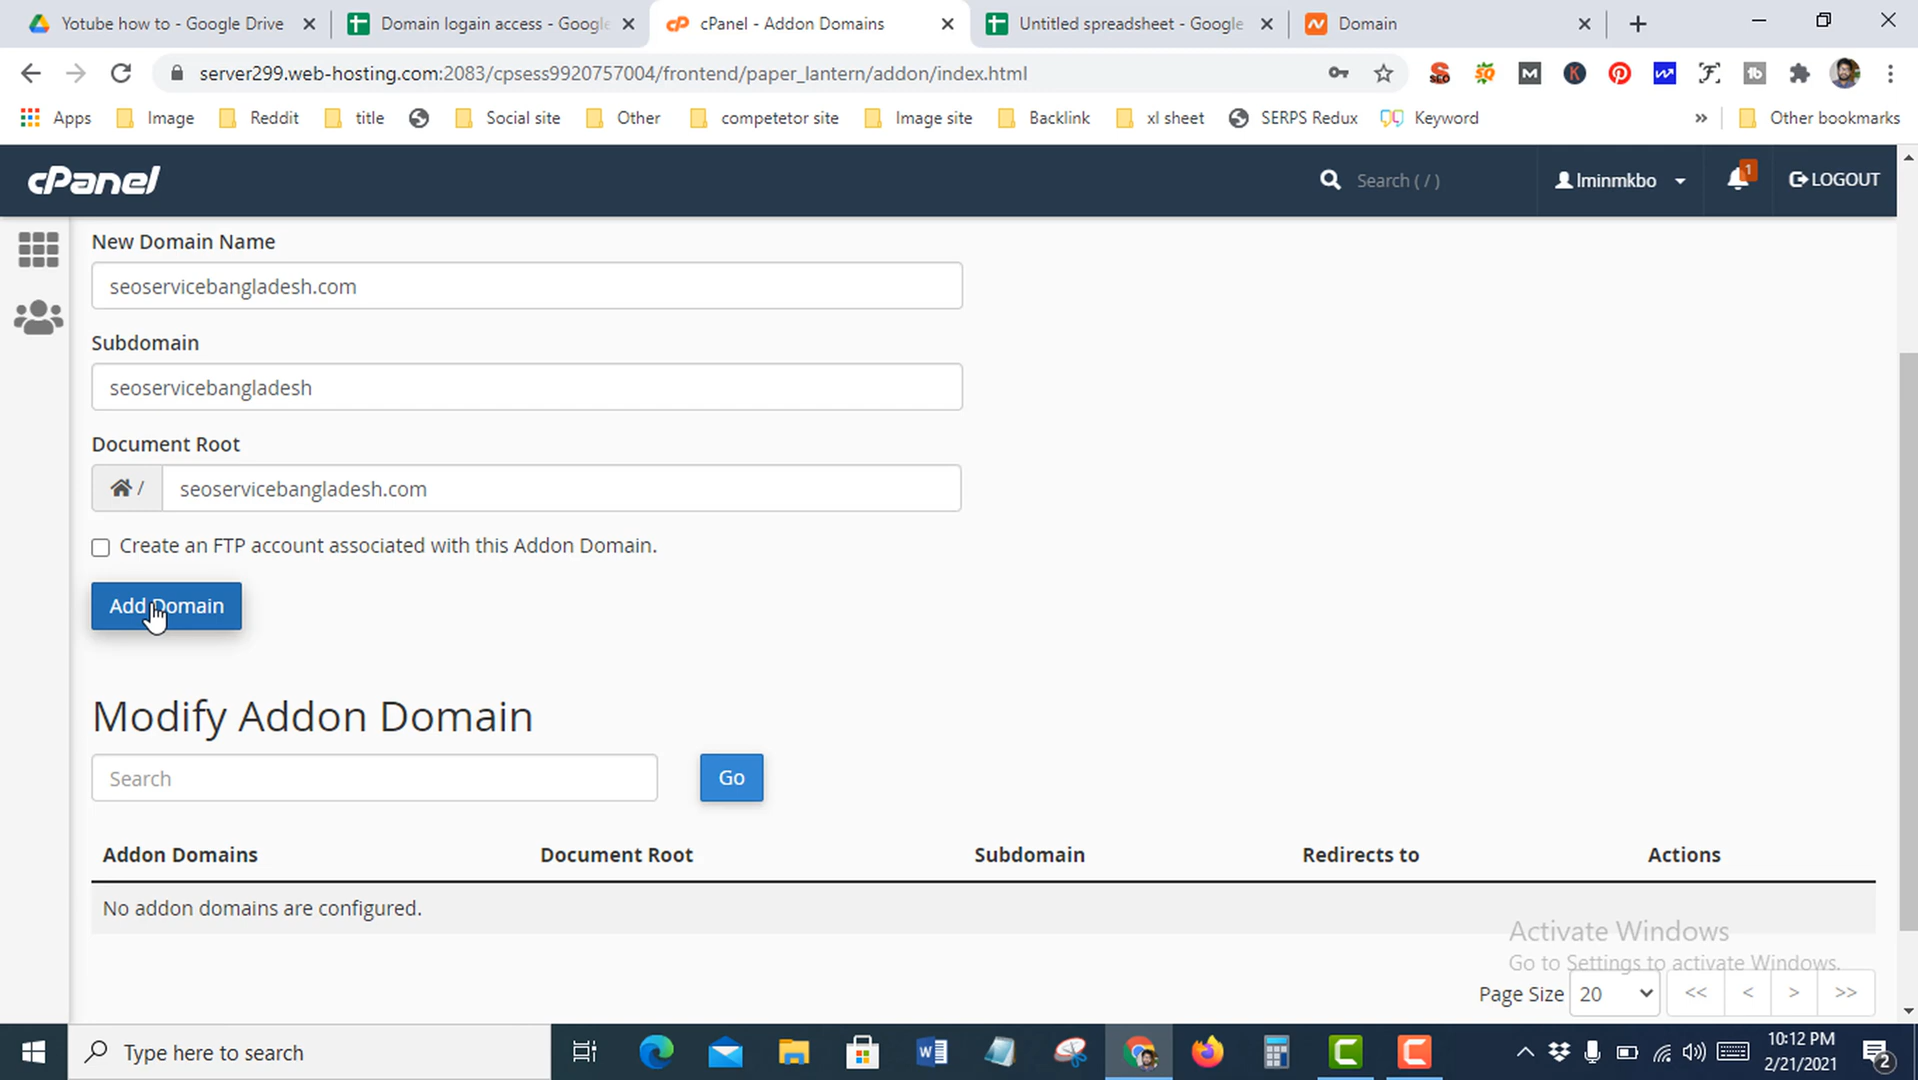 Yotube how to - Google Drive
Domain logain access - Google
cPanel - Addon Domains
Untitled spreadsheet - Google
Domain
server299.web-hosting.com:2083/cpsess9920757004/frontend/paper_lantern/addon/index.html
Apps Image Reddit title Social site Other competetor site Image site Backlink xl sheet SERPS Redux Keyword » Other bookmarks
cPanel
Search ( / )
lminmkbo
1
LOGOUT
New Domain Name
seoservicebangladesh.com
Subdomain
seoservicebangladesh
Document Root
/ seoservicebangladesh.com
Create an FTP account associated with this Addon Domain.
Add Domain
Modify Addon Domain
Search
Go
Addon Domains Document Root Subdomain Redirects to Actions
No addon domains are configured.
Activate Windows
Go to Settings to activate Windows.
Page Size 20 << < > >>
Type here to search
10:12 PM
2/21/2021
2